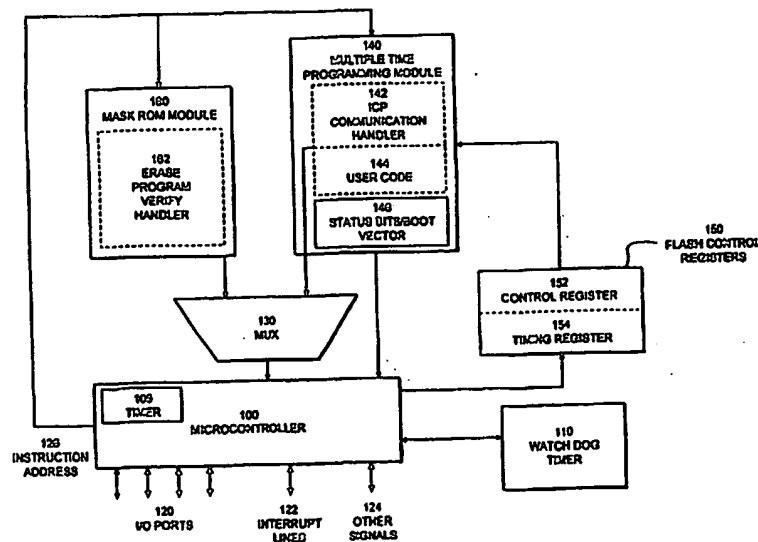 140
MULTIPLE TIME
PROGRAMMING MODULE
142
ICP
COMMUNICATION
HANDLER
144
USER CODE
146
STATUS BITS/BOOT
VECTOR
160
MASK ROM MODULE
162
ERASE
PROGRAM
VERIFY
HANDLER
150
FLASH CONTROL
REGISTERS
152
CONTROL REGISTER
154
TIMING REGISTER
130
MUX
109
TIMER
100
MICROCONTROLLER
110
WATCH DOG
TIMER
126
INSTRUCTION
ADDRESS
120
I/O PORTS
122
INTERRUPT
LINES
124
OTHER
SIGNALS